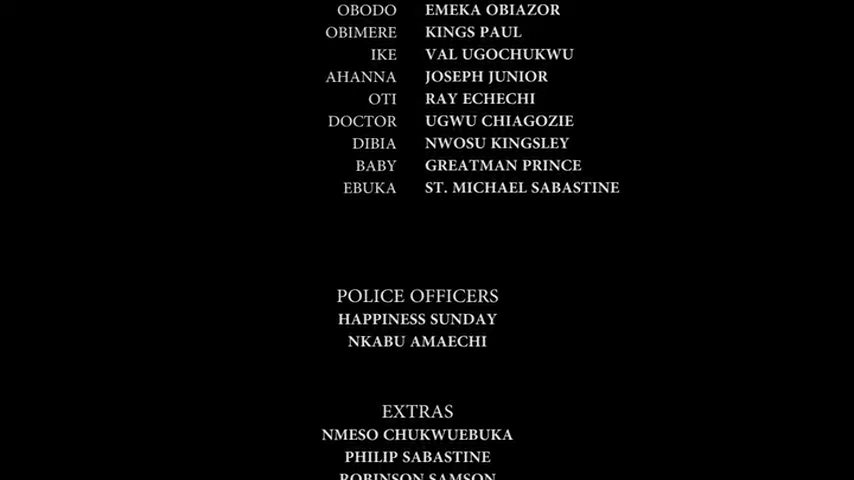 OBODO EMEKA OBIAZOR
OBIMERE KINGS PAUL
IKE VAL UGOCHUKWU
AHANNA JOSEPH JUNIOR
OTI RAY ECHECHI
DOCTOR UGWU CHIAGOZIE
DIBIA NWOSU KINGSLEY
BABY GREATMAN PRINCE
EBUKA ST. MICHAEL SABASTINE
POLICE OFFICERS
HAPPINESS SUNDAY
NKABU AMAECHI
EXTRAS
NMESO CHUKWUEBUKA
PHILIP SABASTINE
ROBINSON SAMSON